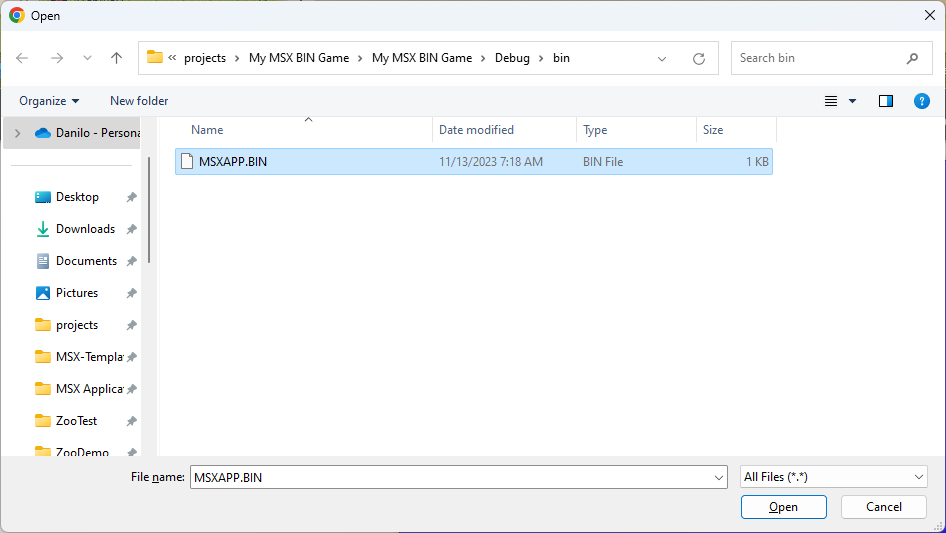 Open
projects > My MSX BIN Game > My MSX BIN Game > Debug > bin
Search bin
Organize
New folder
Name
Date modified
Type
Size
Danilo - Persona
MSXAPP.BIN
11/13/2023 7:18 AM
BIN File
1 KB
Desktop
Downloads
Documents
Pictures
projects
MSX-Templa
MSX Applica
ZooTest
ZooDemo
File name:
MSXAPP.BIN
All Files (*,*)
Open
Cancel